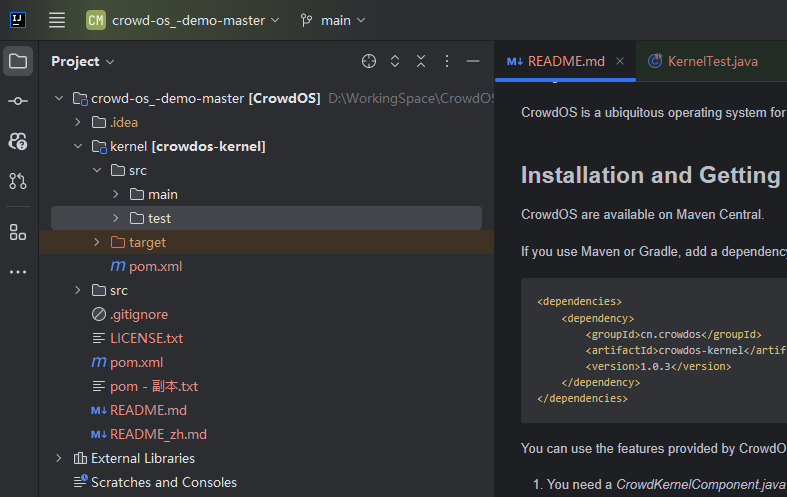 IJ CM crowd-os_-demo-master main
Project
crowd-os_-demo-master [CrowdOS] D:\WorkingSpace\CrowdOS
.idea
kernel [crowdos-kernel]
src
main
test
target
m pom.xml
src
.gitignore
LICENSE.txt
m pom.xml
pom - 副本.txt
M↓ README.md
M↓ README_zh.md
External Libraries
Scratches and Consoles
M↓ README.md KernelTest.java
CrowdOS is a ubiquitous operating system for
Installation and Getting
CrowdOS are available on Maven Central.
If you use Maven or Gradle, add a dependency
<dependencies>
<dependency>
<groupId>cn.crowdos</groupId>
<artifactId>crowdos-kernel</artif
<version>1.0.3</version>
</dependency>
</dependencies>
You can use the features provided by CrowdO
1. You need a CrowdKernelComponent.java